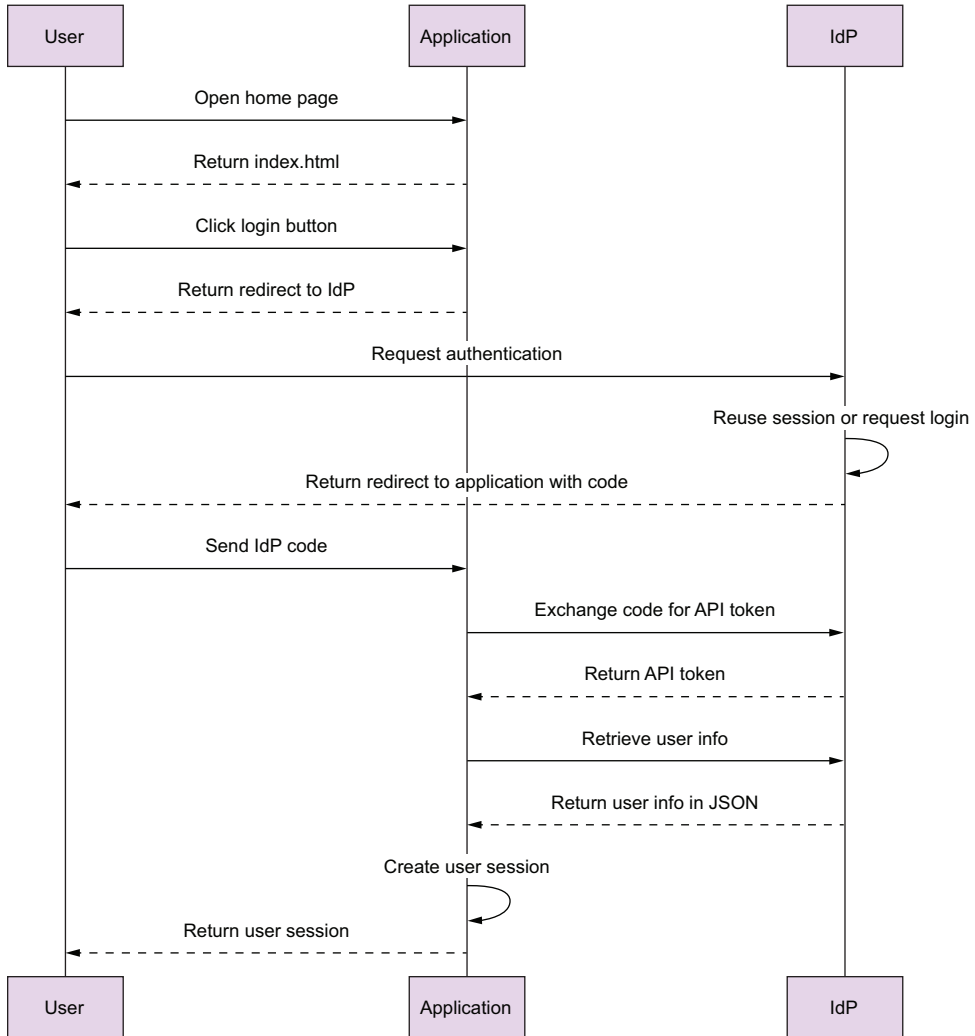 User
Application
IdP
Open home page
Return index.html
Click login button
Return redirect to IdP
Request authentication
Reuse session or request login
Return redirect to application with code
Send IdP code
Exchange code for API token
Return API token
Retrieve user info
Return user info in JSON
Create user session
Return user session
User
Application
IdP